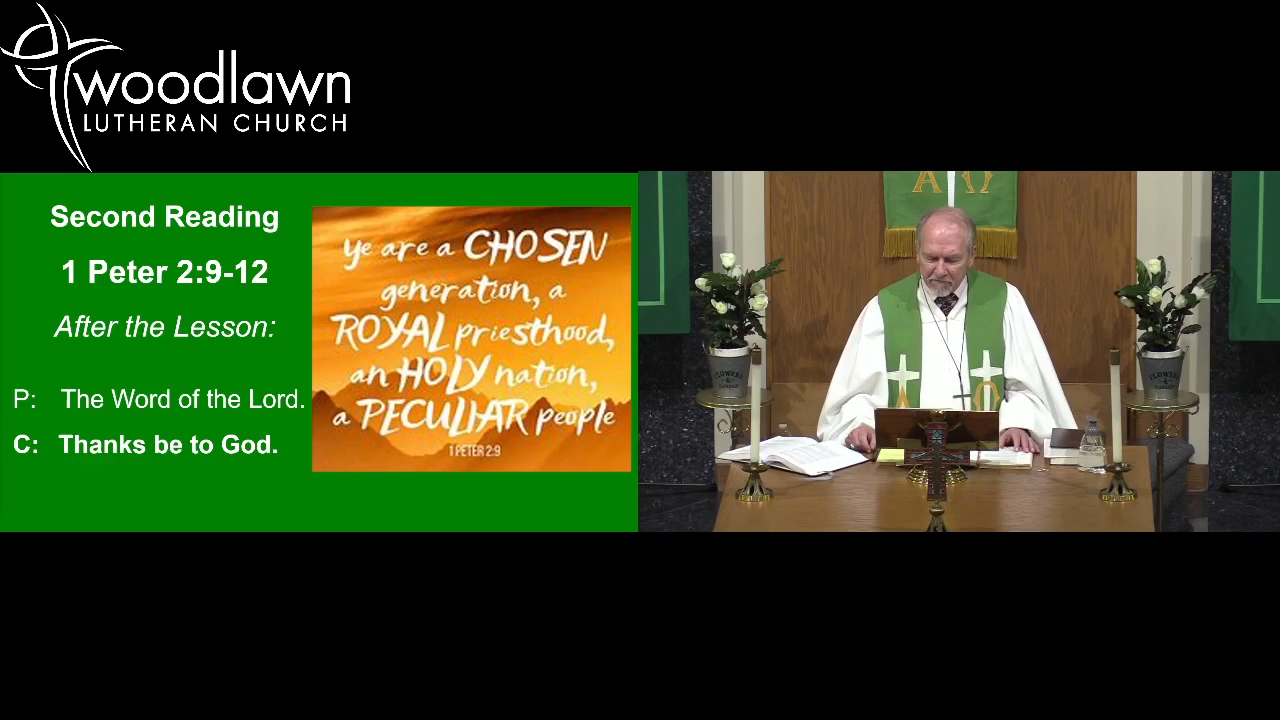 woodlawn
LUTHERAN CHURCH
Second Reading
1 Peter 2:9-12
After the Lesson:
P: The Word of the Lord.
C: Thanks be to God.
ye are a CHOSEN
generation, a
ROYAL priesthood,
an HOLY nation,
a PECULIAR people
1 PETER 2:9
FLOWERS
&